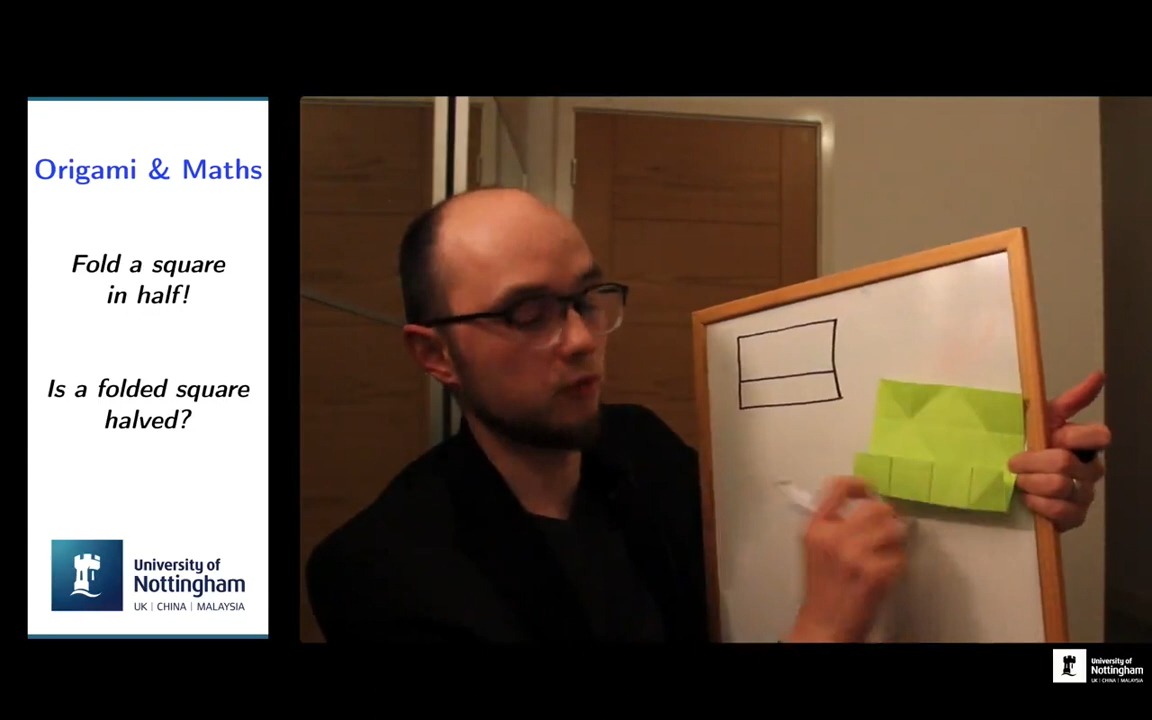 Origami & Maths
Fold a square
in half!
Is a folded square
halved?
University of
Nottingham
UK | CHINA | MALAYSIA
University of
Nottingham
UK | CHINA | MALAYSIA